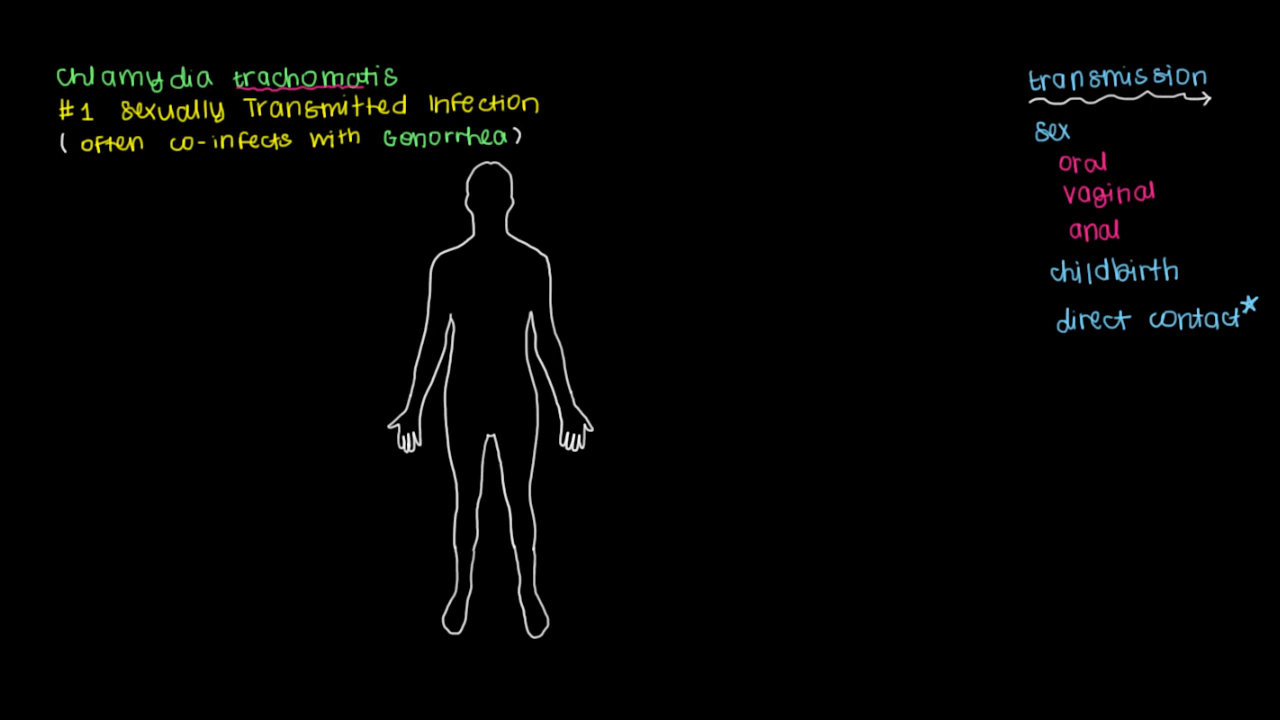 chlamydia trachomatis
#1 sexually Transmitted Infection
(often co-infects with Gonorrhea)
transmission
sex
oral
vaginal
anal
childbirth
direct contact*